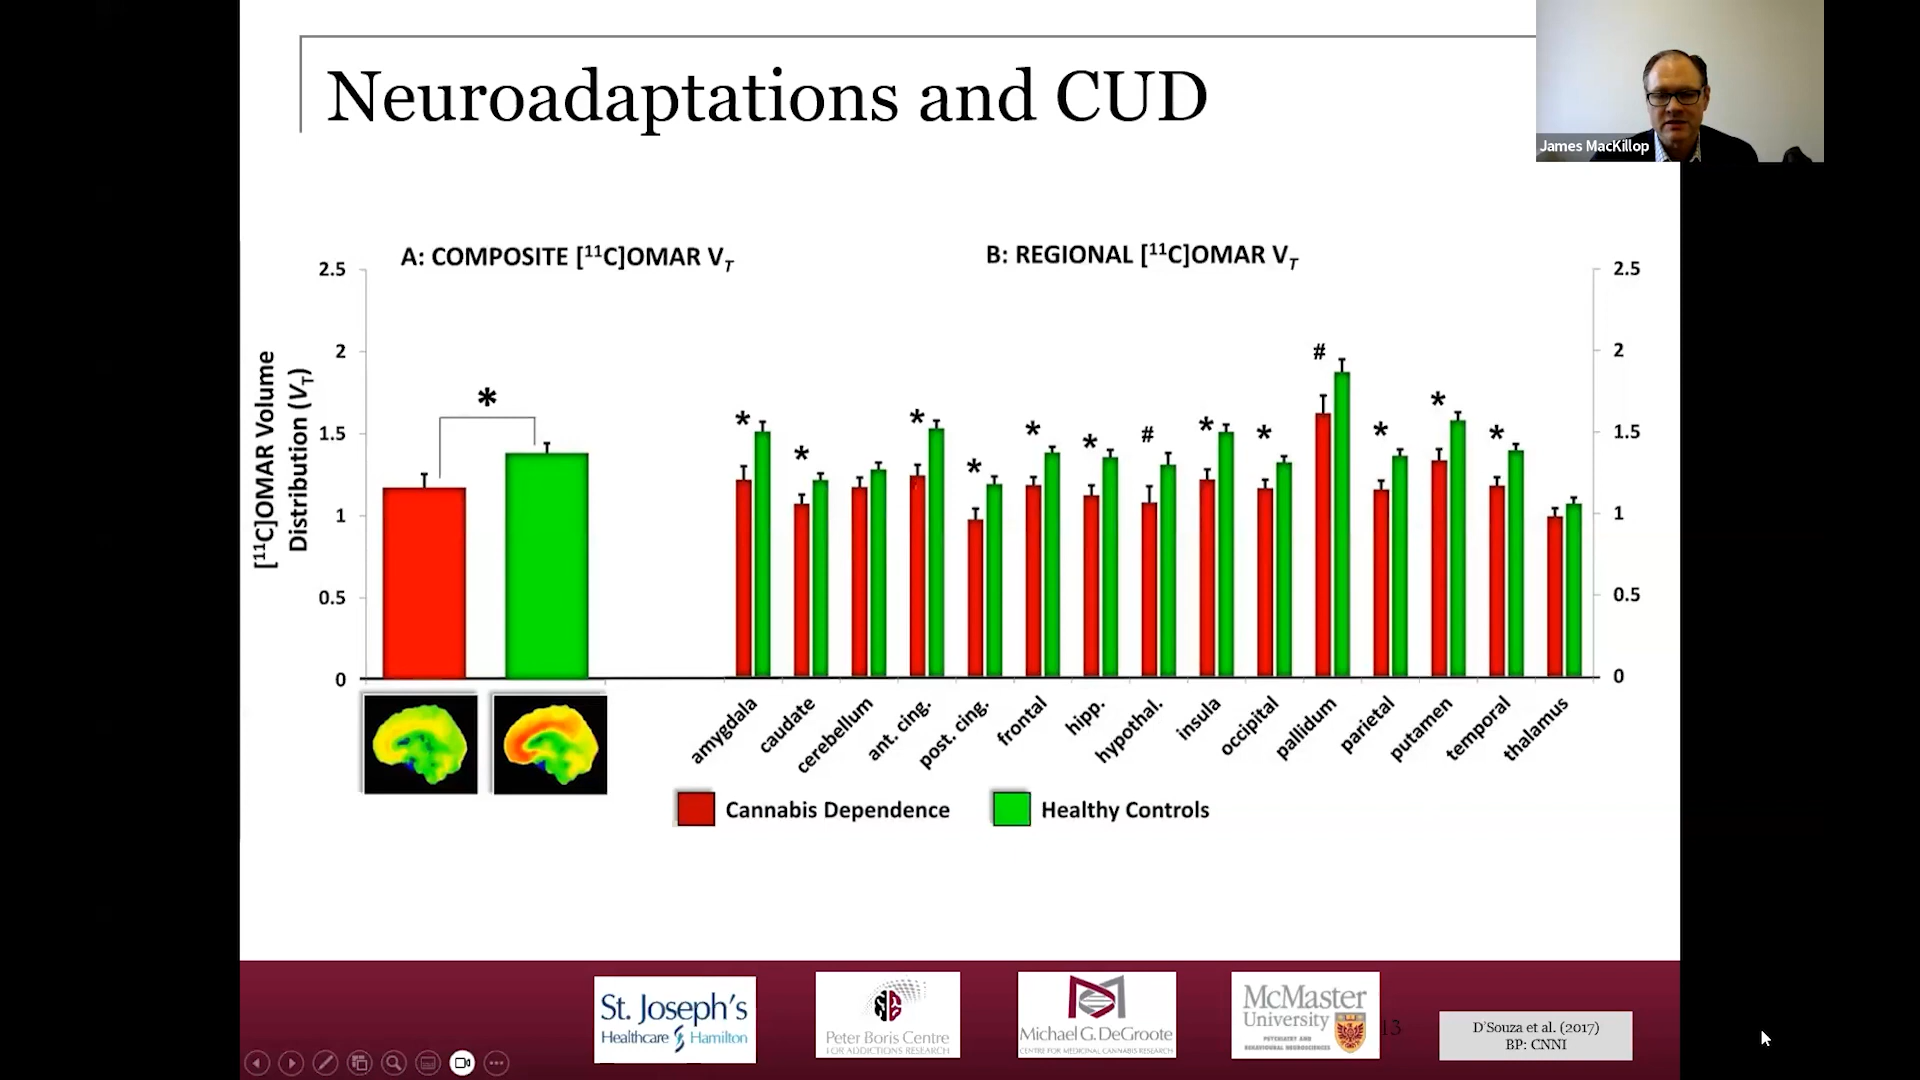 Neuroadaptations and CUD
James MacKillop
A: COMPOSITE [11C]OMAR VT
B: REGIONAL [11C]OMAR VT
[11C]OMAR Volume
Distribution (VT)
2.5
2
1.5
1
0.5
0
*
* * * * * # * * # * * *
2.5
2
1.5
1
0.5
0
amygdala
caudate
cerebellum
ant. cing.
post. cing.
frontal
hipp.
hypothal.
insula
occipital
pallidum
parietal
putamen
temporal
thalamus
Cannabis Dependence
Healthy Controls
St. Joseph's
Healthcare Hamilton
Peter Boris Centre
FOR ADDICTIONS RESEARCH
Michael G. DeGroote
CENTRE FOR MEDICINAL CANNABIS RESEARCH
McMaster
University
PSYCHIATRY AND
BEHAVIOURAL NEUROSCIENCES
13
D'Souza et al. (2017)
BP: CNNI